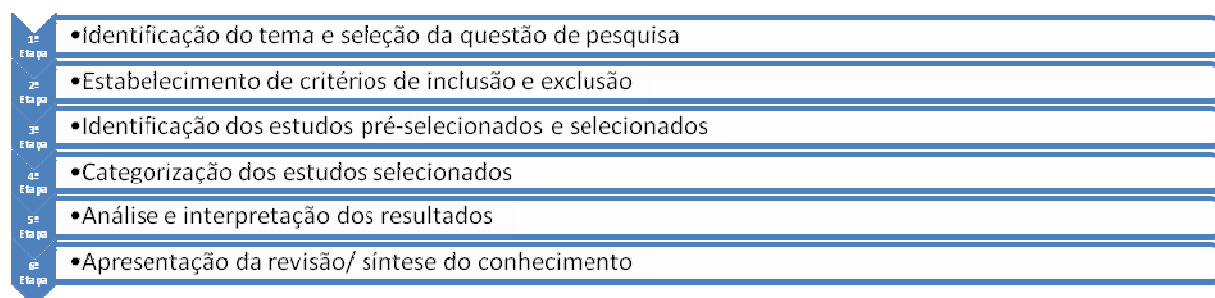 1ª Etapa
•Identificação do tema e seleção da questão de pesquisa
2ª Etapa
•Estabelecimento de critérios de inclusão e exclusão
3ª Etapa
•Identificação dos estudos pré-selecionados e selecionados
4ª Etapa
•Categorização dos estudos selecionados
5ª Etapa
•Análise e interpretação dos resultados
6ª Etapa
•Apresentação da revisão/ síntese do conhecimento